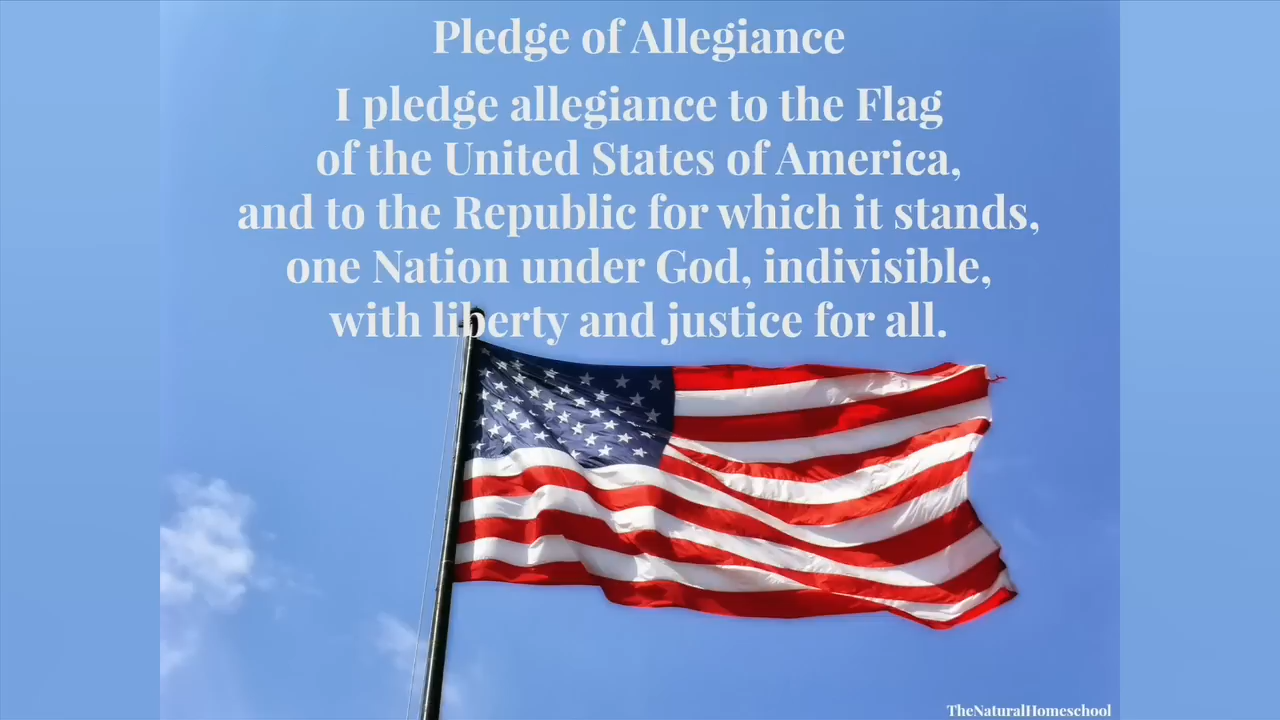 Pledge of Allegiance
I pledge allegiance to the Flag
of the United States of America,
and to the Republic for which it stands,
one Nation under God, indivisible,
with liberty and justice for all.
TheNaturalHomeschool